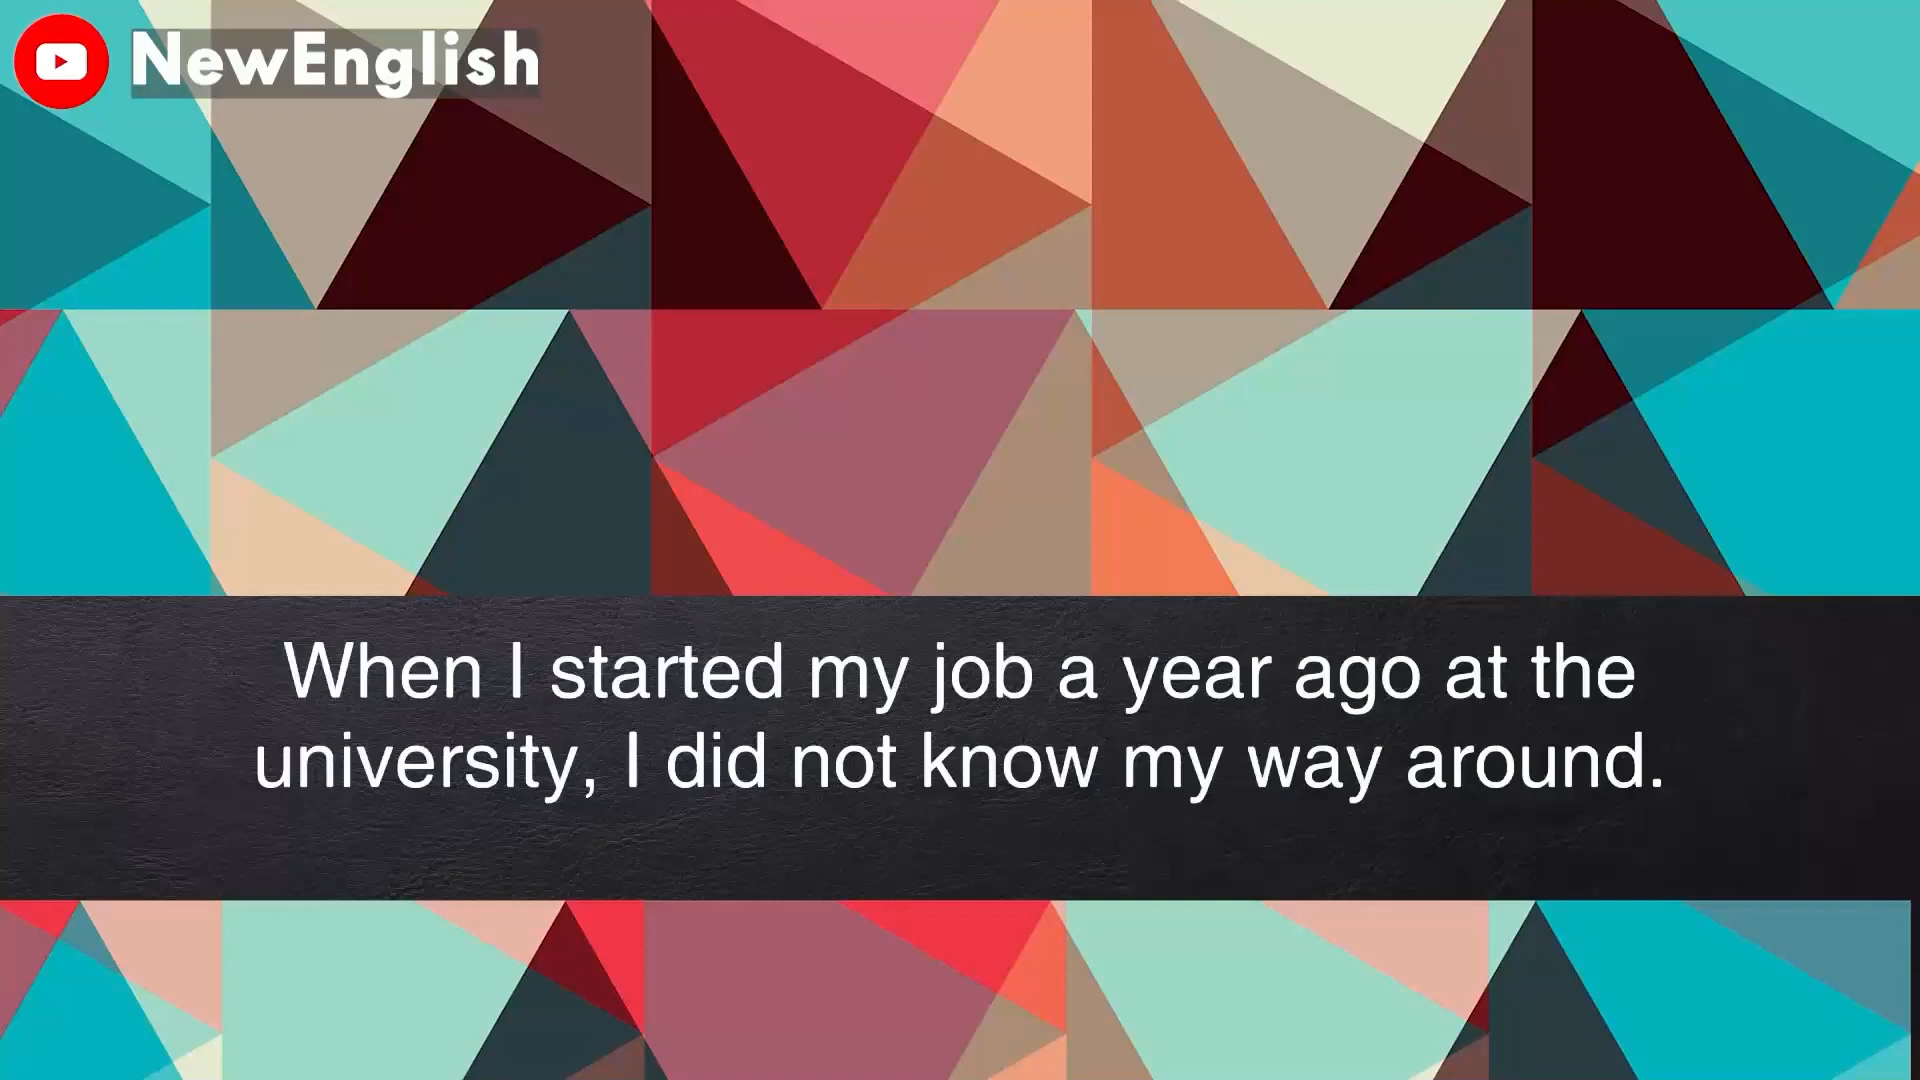 NewEnglish
When I started my job a year ago at the
university, I did not know my way around.